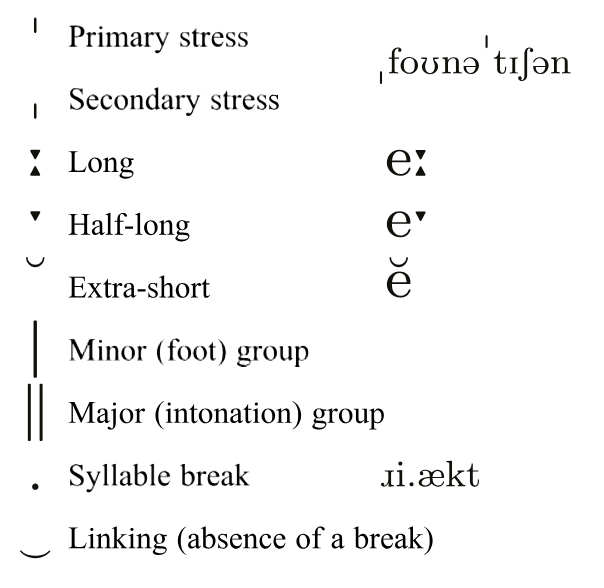 ˈ Primary stress ˌfoʊnəˈtɪʃən
ˌ Secondary stress
ː Long eː
ˑ Half-long eˑ
˘ Extra-short ĕ
| Minor (foot) group
‖ Major (intonation) group
. Syllable break ɹi.ækt
‿ Linking (absence of a break)